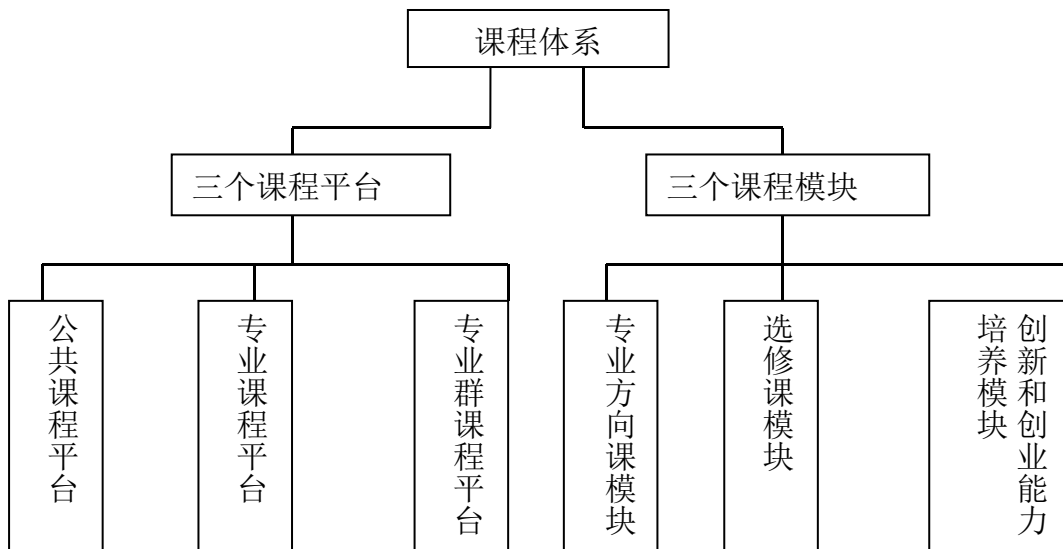 课程体系
三个课程平台
三个课程模块
公共课程平台
专业课程平台
专业群课程平台
专业方向课模块
选修课模块
创新和创业能力
培养模块